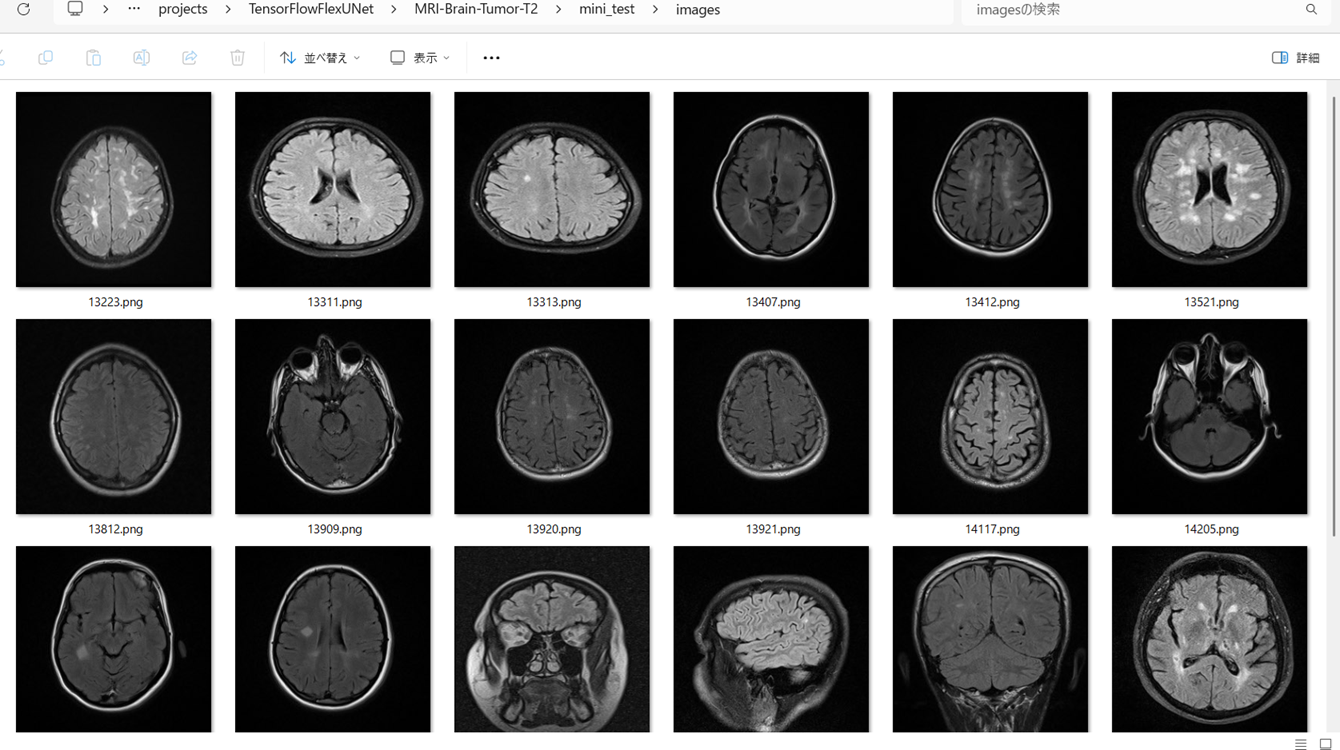 … projects TensorFlowFlexUNet MRI-Brain-Tumor-T2 mini_test images imagesの検索
並べ替え 表示 ••• 詳細
13223.png 13311.png 13313.png 13407.png 13412.png 13521.png
13812.png 13909.png 13920.png 13921.png 14117.png 14205.png